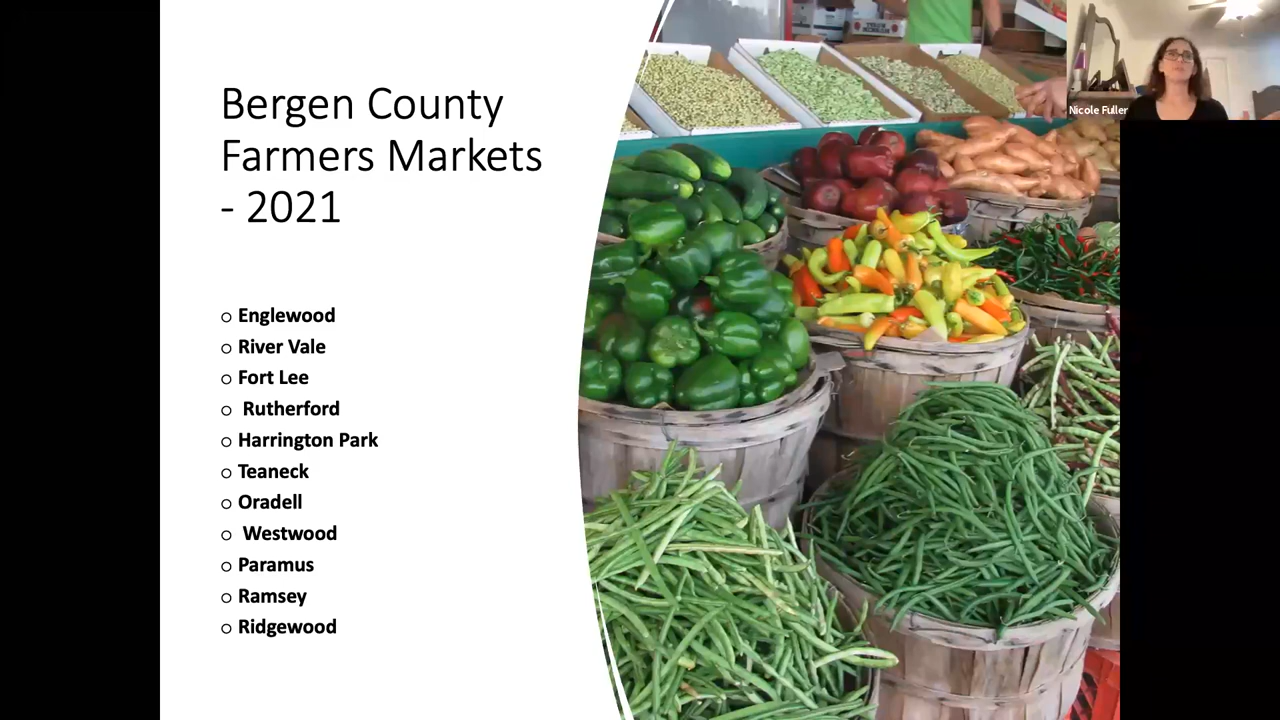 Bergen County
Farmers Markets
- 2021
Englewood
River Vale
Fort Lee
Rutherford
Harrington Park
Teaneck
Oradell
Westwood
Paramus
Ramsey
Ridgewood
Nicole Fuller